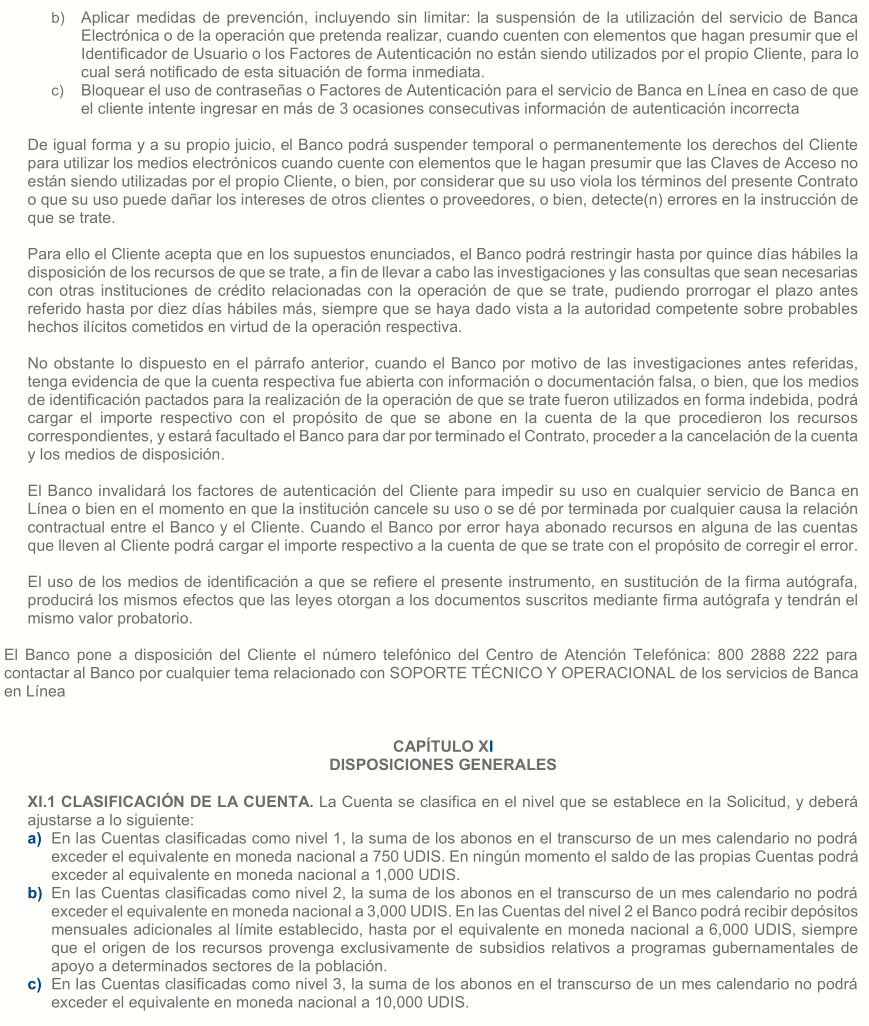 b) Aplicar medidas de prevención, incluyendo sin limitar: la suspensión de la utilización del servicio de Banca
Electrónica o de la operación que pretenda realizar, cuando cuenten con elementos que hagan presumir que el
Identificador de Usuario o los Factores de Autenticación no están siendo utilizados por el propio Cliente, para lo
cual será notificado de esta situación de forma inmediata.
c) Bloquear el uso de contraseñas o Factores de Autenticación para el servicio de Banca en Línea en caso de que
el cliente intente ingresar en más de 3 ocasiones consecutivas información de autenticación incorrecta
De igual forma y a su propio juicio, el Banco podrá suspender temporal o permanentemente los derechos del Cliente
para utilizar los medios electrónicos cuando cuente con elementos que le hagan presumir que las Claves de Acceso no
están siendo utilizadas por el propio Cliente, o bien, por considerar que su uso viola los términos del presente Contrato
o que su uso puede dañar los intereses de otros clientes o proveedores, o bien, detecte(n) errores en la instrucción de
que se trate.
Para ello el Cliente acepta que en los supuestos enunciados, el Banco podrá restringir hasta por quince días hábiles la
disposición de los recursos de que se trate, a fin de llevar a cabo las investigaciones y las consultas que sean necesarias
con otras instituciones de crédito relacionadas con la operación de que se trate, pudiendo prorrogar el plazo antes
referido hasta por diez días hábiles más, siempre que se haya dado vista a la autoridad competente sobre probables
hechos ilícitos cometidos en virtud de la operación respectiva.
No obstante lo dispuesto en el párrafo anterior, cuando el Banco por motivo de las investigaciones antes referidas,
tenga evidencia de que la cuenta respectiva fue abierta con información o documentación falsa, o bien, que los medios
de identificación pactados para la realización de la operación de que se trate fueron utilizados en forma indebida, podrá
cargar el importe respectivo con el propósito de que se abone en la cuenta de la que procedieron los recursos
correspondientes, y estará facultado el Banco para dar por terminado el Contrato, proceder a la cancelación de la cuenta
y los medios de disposición.
El Banco invalidará los factores de autenticación del Cliente para impedir su uso en cualquier servicio de Banca en
Línea o bien en el momento en que la institución cancele su uso o se dé por terminada por cualquier causa la relación
contractual entre el Banco y el Cliente. Cuando el Banco por error haya abonado recursos en alguna de las cuentas
que lleven al Cliente podrá cargar el importe respectivo a la cuenta de que se trate con el propósito de corregir el error.
El uso de los medios de identificación a que se refiere el presente instrumento, en sustitución de la firma autógrafa,
producirá los mismos efectos que las leyes otorgan a los documentos suscritos mediante firma autógrafa y tendrán el
mismo valor probatorio.
El Banco pone a disposición del Cliente el número telefónico del Centro de Atención Telefónica: 800 2888 222 para
contactar al Banco por cualquier tema relacionado con SOPORTE TÉCNICO Y OPERACIONAL de los servicios de Banca
en Línea
CAPÍTULO XI
DISPOSICIONES GENERALES
XI.1 CLASIFICACIÓN DE LA CUENTA. La Cuenta se clasifica en el nivel que se establece en la Solicitud, y deberá
ajustarse a lo siguiente:
a) En las Cuentas clasificadas como nivel 1, la suma de los abonos en el transcurso de un mes calendario no podrá
exceder el equivalente en moneda nacional a 750 UDIS. En ningún momento el saldo de las propias Cuentas podrá
exceder al equivalente en moneda nacional a 1,000 UDIS.
b) En las Cuentas clasificadas como nivel 2, la suma de los abonos en el transcurso de un mes calendario no podrá
exceder el equivalente en moneda nacional a 3,000 UDIS. En las Cuentas del nivel 2 el Banco podrá recibir depósitos
mensuales adicionales al límite establecido, hasta por el equivalente en moneda nacional a 6,000 UDIS, siempre
que el origen de los recursos provenga exclusivamente de subsidios relativos a programas gubernamentales de
apoyo a determinados sectores de la población.
c) En las Cuentas clasificadas como nivel 3, la suma de los abonos en el transcurso de un mes calendario no podrá
exceder el equivalente en moneda nacional a 10,000 UDIS.